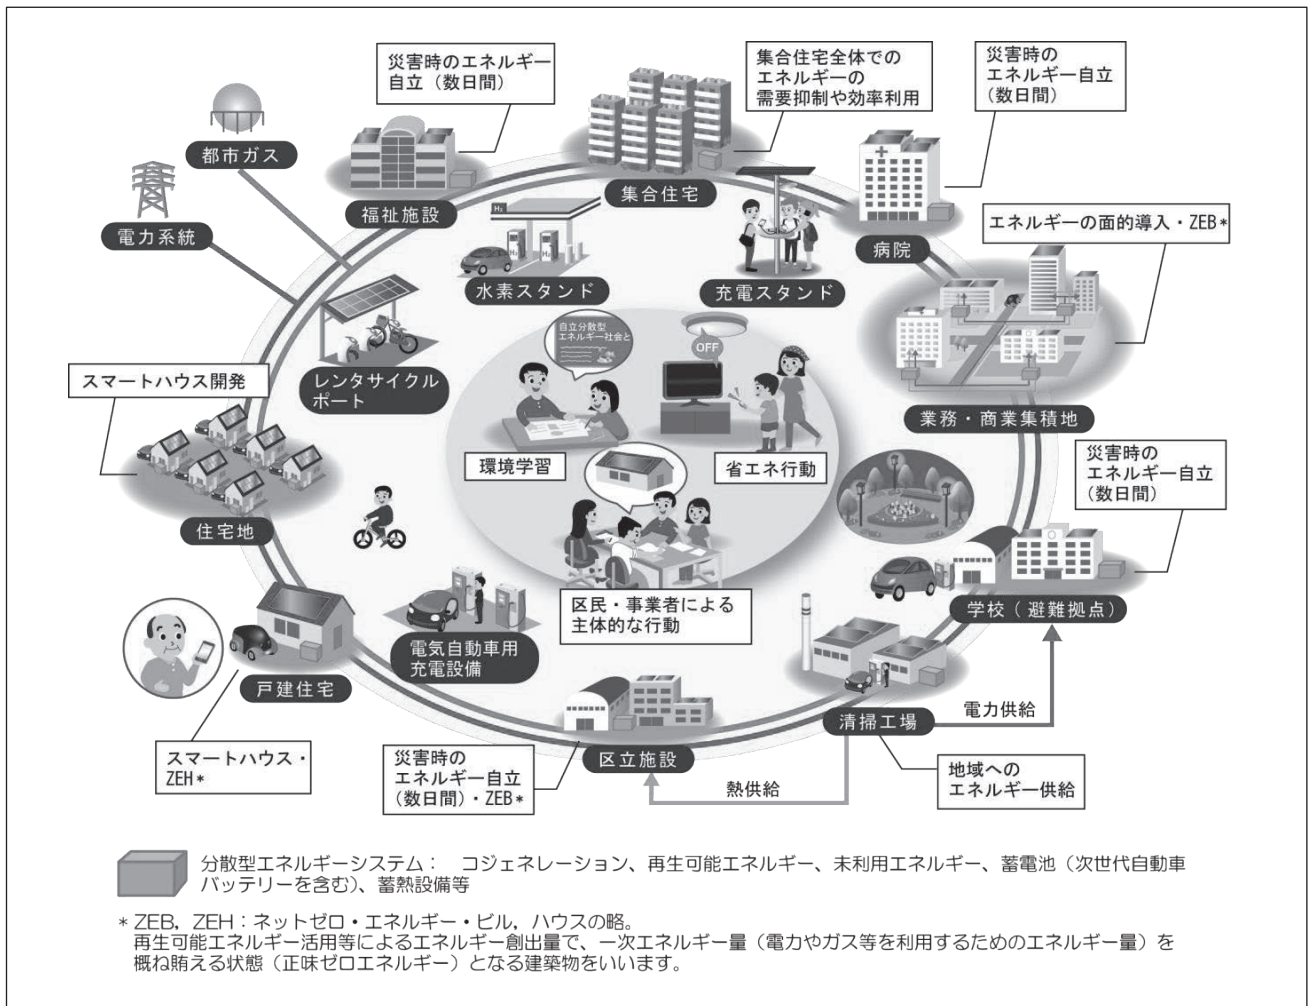 災害時のエネルギー
自立（数日間）
集合住宅全体での
エネルギーの
需要抑制や効率利用
災害時の
エネルギー自立
（数日間）
都市ガス
電力系統
福祉施設
集合住宅
病院
エネルギーの面的導入・ZEB*
H₂
H₂
H₂
水素スタンド
充電スタンド
スマートハウス開発
レンタサイクル
ポート
自立分散型
エネルギー社会と
OFF
業務・商業集積地
環境学習
省エネ行動
災害時の
エネルギー自立
（数日間）
住宅地
区民・事業者による
主体的な行動
学校（避難拠点）
電気自動車用
充電設備
戸建住宅
清掃工場
電力供給
スマートハウス・
ZEH*
災害時の
エネルギー自立
（数日間）・ZEB*
区立施設
熱供給
地域への
エネルギー供給
分散型エネルギーシステム：　コジェネレーション、再生可能エネルギー、未利用エネルギー、蓄電池（次世代自動車
バッテリーを含む）、蓄熱設備等
* ZEB，ZEH：ネットゼロ・エネルギー・ビル，ハウスの略。
再生可能エネルギー活用等によるエネルギー創出量で、一次エネルギー量（電力やガス等を利用するためのエネルギー量）を
概ね賄える状態（正味ゼロエネルギー）となる建築物をいいます。